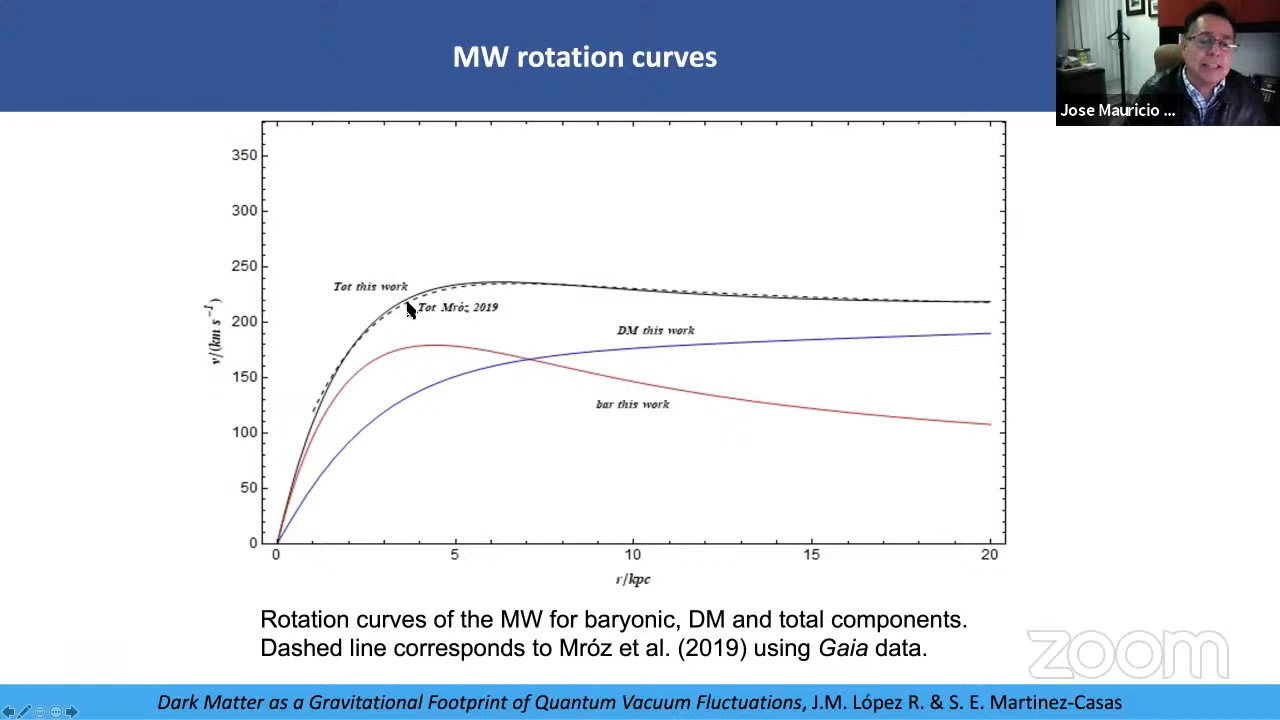 MW rotation curves
Jose Mauricio ...
350
300
250
200
150
100
50
0
v/(km s⁻¹)
Tot this work
Tot Mróz 2019
DM this work
bar this work
0 5 10 15 20
r/kpc
Rotation curves of the MW for baryonic, DM and total components.
Dashed line corresponds to Mróz et al. (2019) using Gaia data.
zoom
Dark Matter as a Gravitational Footprint of Quantum Vacuum Fluctuations, J.M. López R. & S. E. Martinez-Casas